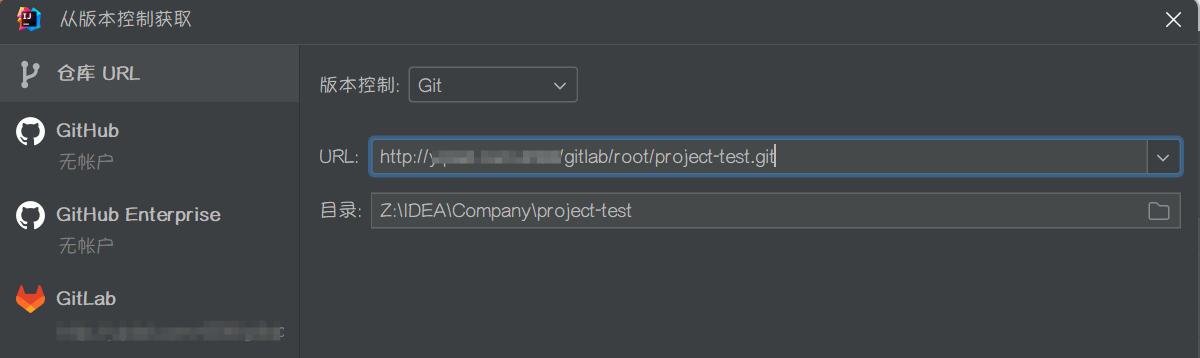 从版本控制获取
仓库 URL
GitHub
无帐户
GitHub Enterprise
无帐户
GitLab
版本控制: Git
URL: http://y /gitlab/root/project-test.git
目录: Z:\IDEA\Company\project-test